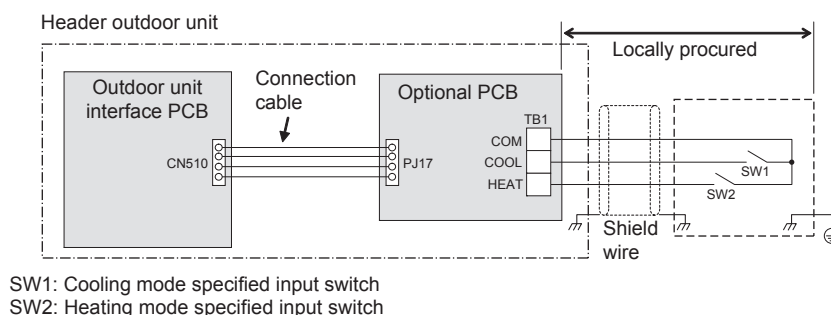 Header outdoor unit
Locally procured
Outdoor unit
interface PCB
Connection
cable
Optional PCB
TB1
COM
CN510
PJ17
COOL
HEAT
SW1
SW2
Shield
wire
SW1: Cooling mode specified input switch
SW2: Heating mode specified input switch